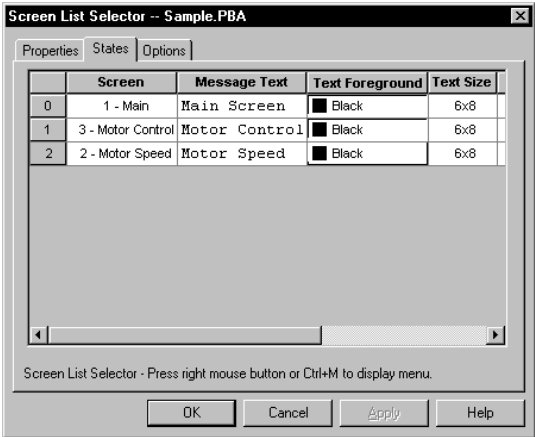 Screen List Selector -- Sample.PBA
Properties States Options
Screen Message Text Text Foreground Text Size
0 1 - Main Main Screen Black 6x8
1 3 - Motor Control Motor Control Black 6x8
2 2 - Motor Speed Motor Speed Black 6x8
Screen List Selector - Press right mouse button or Ctrl+M to display menu.
OK Cancel Apply Help